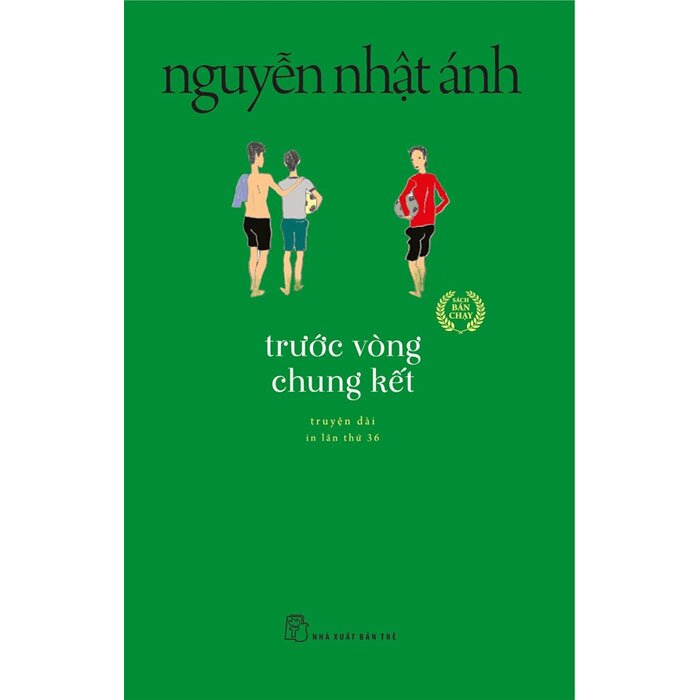 nguyễn nhật ánh
SÁCH
BÁN
CHẠY
trước vòng
chung kết
truyện dài
in lần thứ 36
NHÀ XUẤT BẢN TRẺ